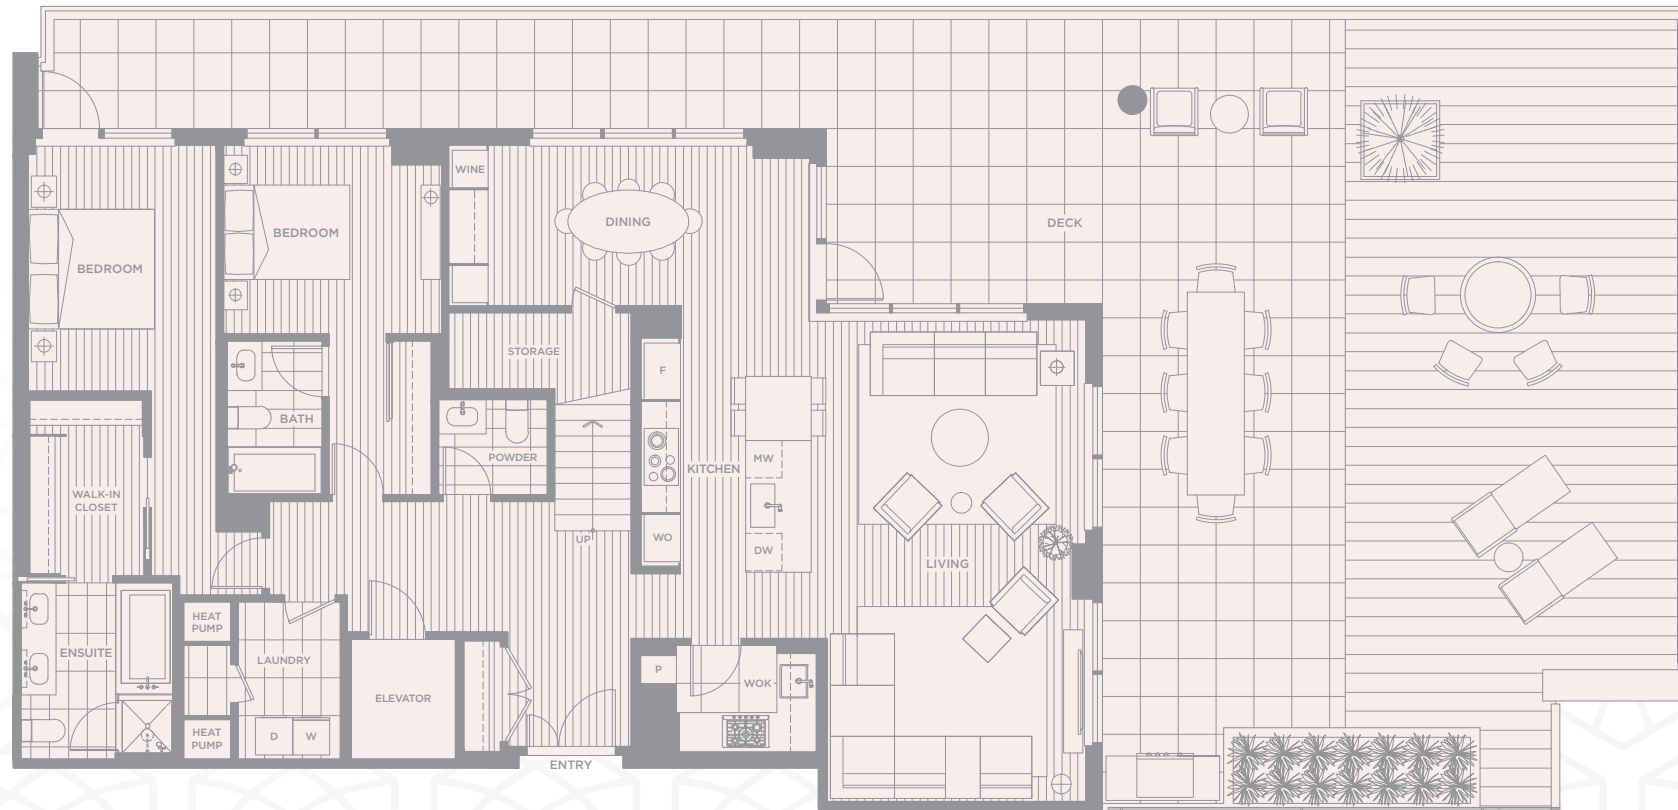 WINE
DINING
DECK
BEDROOM
BEDROOM
STORAGE
F
BATH
POWDER
KITCHEN
MW
WALK-IN
CLOSET
UP
WO
DW
LIVING
HEAT
PUMP
ENSUITE
LAUNDRY
ELEVATOR
P
WOK
HEAT
PUMP
D
W
ENTRY